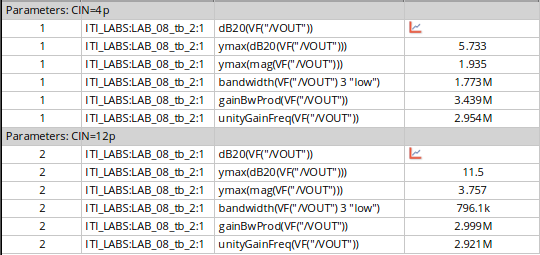 Parameters: CIN=4p
1 ITI_LABS:LAB_08_tb_2:1 dB20(VF("/VOUT"))
1 ITI_LABS:LAB_08_tb_2:1 ymax(dB20(VF("/VOUT"))) 5.733
1 ITI_LABS:LAB_08_tb_2:1 ymax(mag(VF("/VOUT"))) 1.935
1 ITI_LABS:LAB_08_tb_2:1 bandwidth(VF("/VOUT") 3 "low") 1.773M
1 ITI_LABS:LAB_08_tb_2:1 gainBwProd(VF("/VOUT")) 3.439M
1 ITI_LABS:LAB_08_tb_2:1 unityGainFreq(VF("/VOUT")) 2.954M
Parameters: CIN=12p
2 ITI_LABS:LAB_08_tb_2:1 dB20(VF("/VOUT"))
2 ITI_LABS:LAB_08_tb_2:1 ymax(dB20(VF("/VOUT"))) 11.5
2 ITI_LABS:LAB_08_tb_2:1 ymax(mag(VF("/VOUT"))) 3.757
2 ITI_LABS:LAB_08_tb_2:1 bandwidth(VF("/VOUT") 3 "low") 796.1k
2 ITI_LABS:LAB_08_tb_2:1 gainBwProd(VF("/VOUT")) 2.999M
2 ITI_LABS:LAB_08_tb_2:1 unityGainFreq(VF("/VOUT")) 2.921M